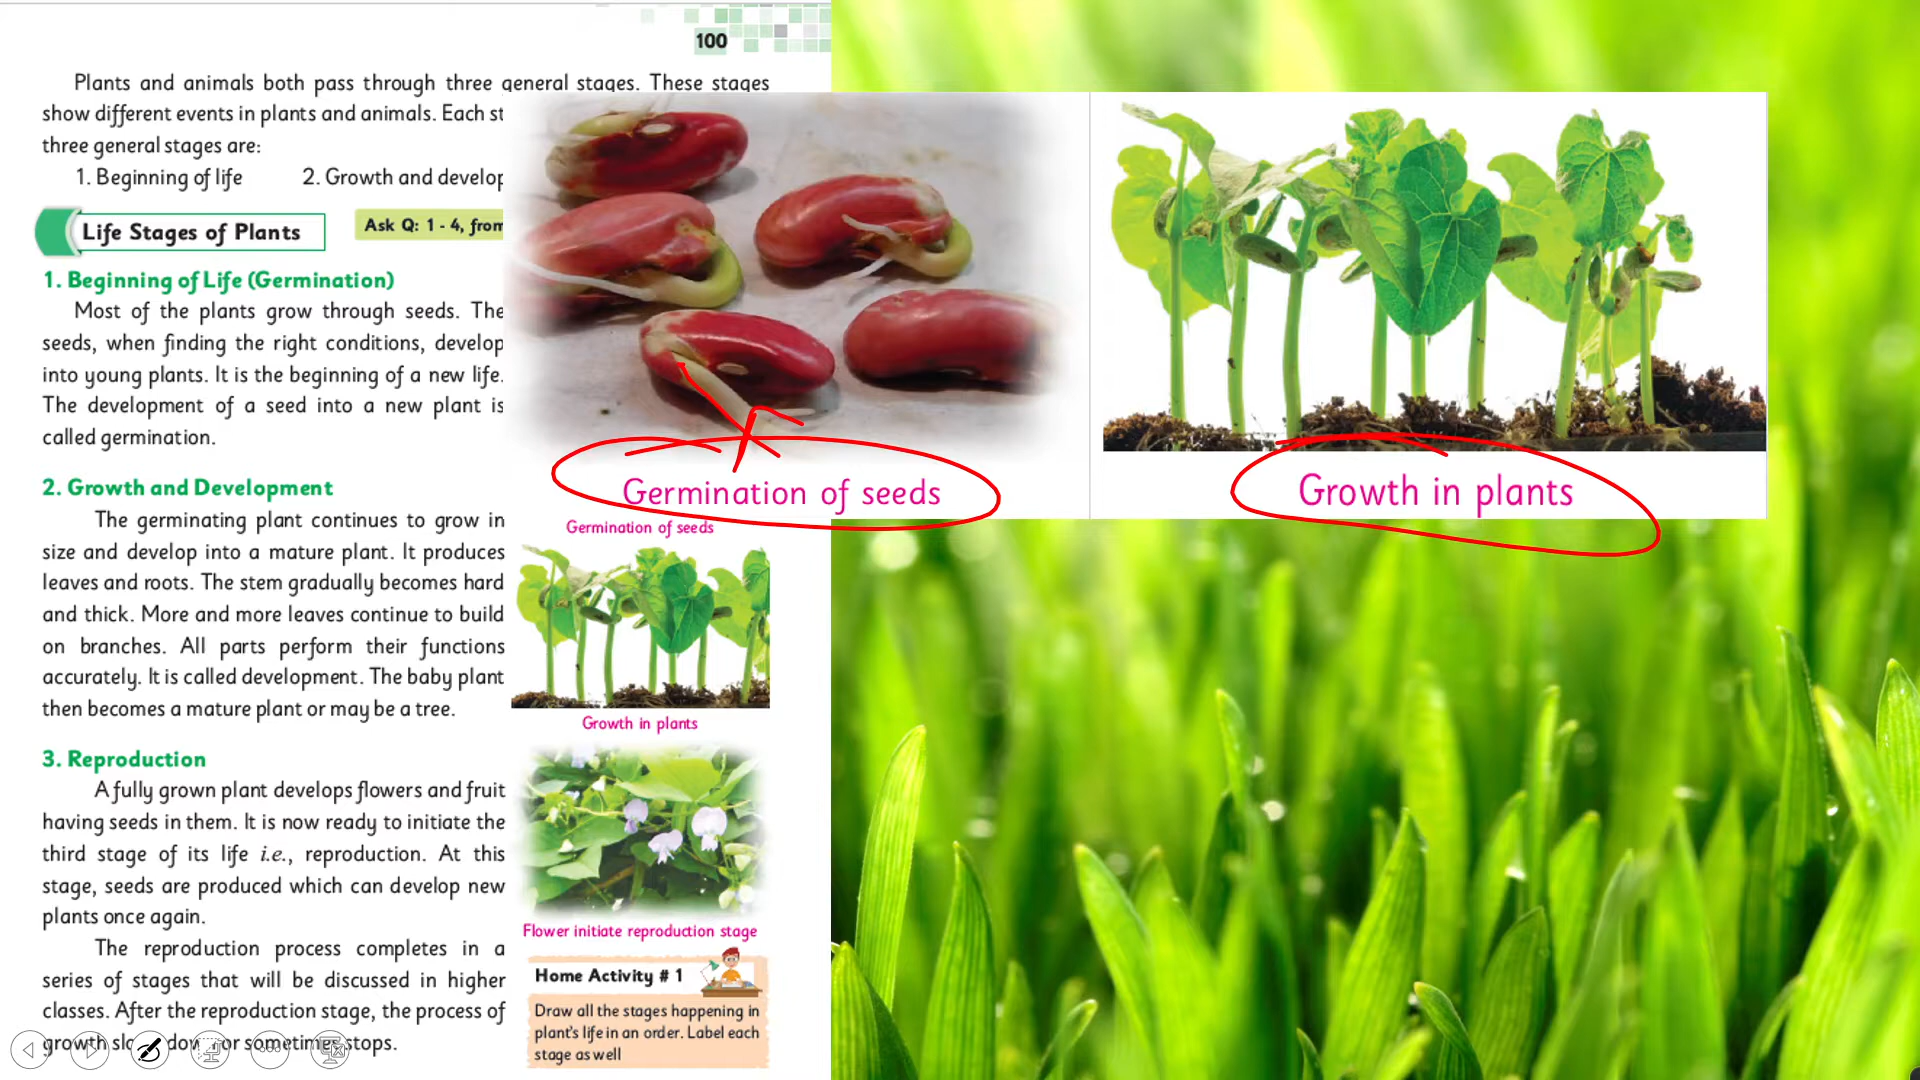 100
Plants and animals both pass through three general stages. These stages
show different events in plants and animals. Each st
three general stages are:
1. Beginning of life 2. Growth and develop
Life Stages of Plants
Ask Q: 1 - 4, from
1. Beginning of Life (Germination)
Most of the plants grow through seeds. The
seeds, when finding the right conditions, develop
into young plants. It is the beginning of a new life.
The development of a seed into a new plant is
called germination.
2. Growth and Development
The germinating plant continues to grow in
size and develop into a mature plant. It produces
leaves and roots. The stem gradually becomes hard
and thick. More and more leaves continue to build
on branches. All parts perform their functions
accurately. It is called development. The baby plant
then becomes a mature plant or may be a tree.
3. Reproduction
A fully grown plant develops flowers and fruit
having seeds in them. It is now ready to initiate the
third stage of its life i.e., reproduction. At this
stage, seeds are produced which can develop new
plants once again.
The reproduction process completes in a
series of stages that will be discussed in higher
classes. After the reproduction stage, the process of
growth down or sometimes stops.
Germination of seeds
Growth in plants
Germination of seeds
Growth in plants
Flower initiate reproduction stage
Home Activity # 1
Draw all the stages happening in
plant's life in an order. Label each
stage as well